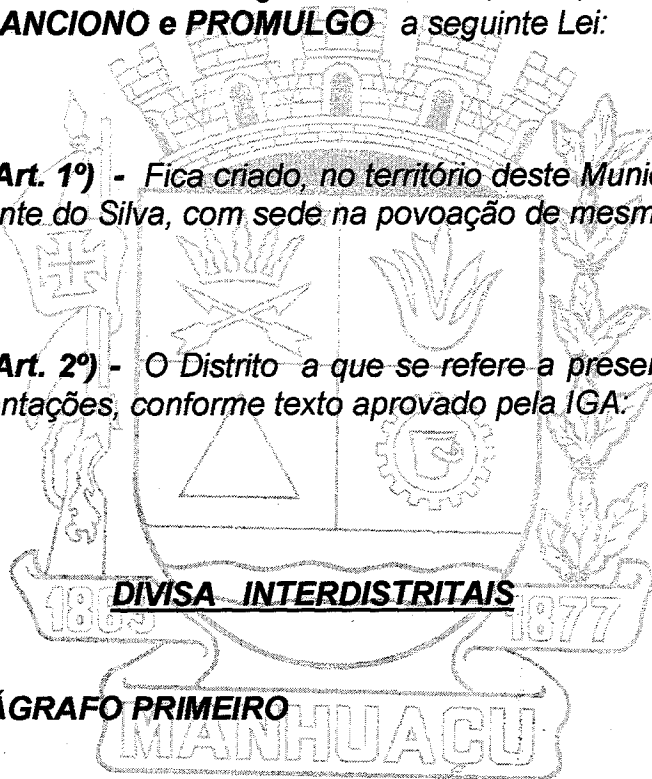 ANCIONO e PROMULGO a seguinte Lei:
Art. 1º) - Fica criado, no território deste Munic
nte do Silva, com sede na povoação de mesm
Art. 2º) - O Distrito a que se refere a presen
ntações, conforme texto aprovado pela IGA:
DIVISA INTERDISTRITAIS
1877
ÁGRAFO PRIMEIRO
MANHUAÇU